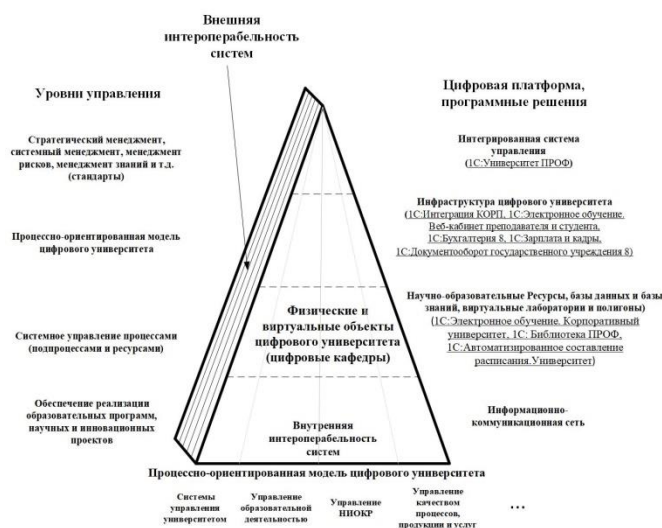 Внешняя
интероперабельность
систем
Уровни управления
Стратегический менеджмент,
системный менеджмент, менеджмент
рисков, менеджмент знаний и т.д.
(стандарты)
Процессно-ориентированная модель
цифрового университета
Системное управление процессами
(подпроцессами и ресурсами)
Обеспечение реализации
образовательных программ,
научных и инновационных
проектов
Физические и
виртуальные объекты
цифрового университета
(цифровые кафедры)
Внутренняя
интероперабельность
систем
Цифровая платформа,
программные решения
Интегрированная система
управления
(1С:Университет ПРОФ)
Инфраструктура цифрового университета
(1С:Интеграция КОРП, 1С:Электронное обучение.
Веб-кабинет преподавателя и студента,
1С:Бухгалтерия 8, 1С:Зарплата и кадры,
1С:Документооборот государственного учреждения 8)
Научно-образовательные Ресурсы, базы данных и базы
знаний, виртуальные лаборатории и полигоны)
(1С:Электронное обучение. Корпоративный
университет, 1С: Библиотека ПРОФ,
1С:Автоматизированное составление
расписания.Университет)
Информационно-
коммуникационная сеть
Процессно-ориентированная модель цифрового университета
Системы
управления
университетом
Управление
образовательной
деятельностью
Управление
НИОКР
Управление
качеством
процессов,
продукции и услуг
...